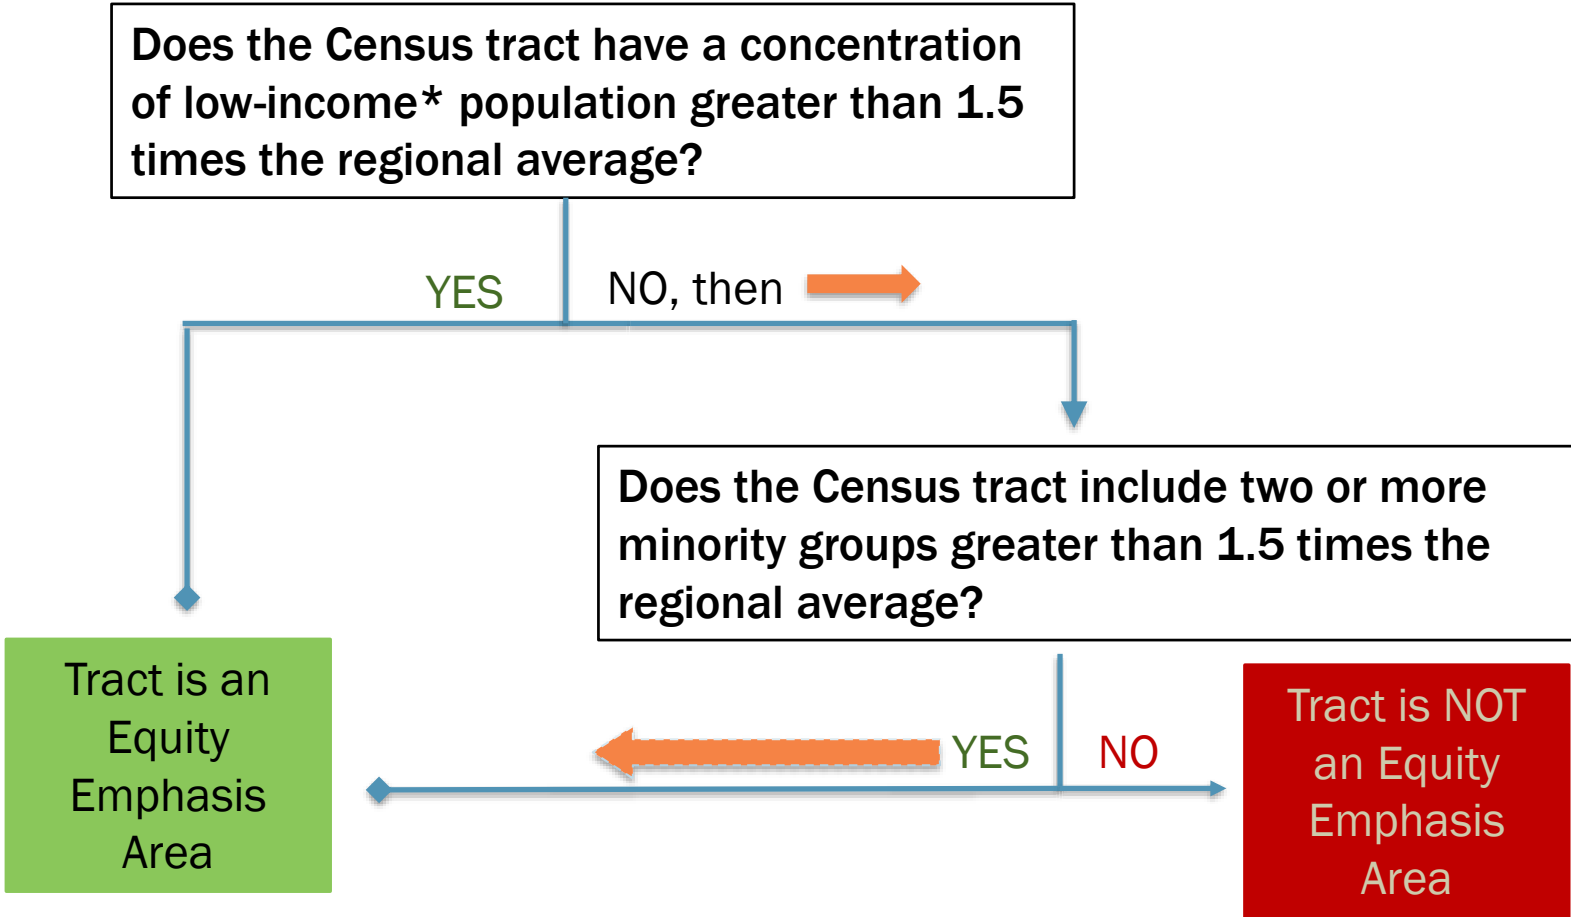 Does the Census tract have a concentration
of low-income* population greater than 1.5
times the regional average?
YES
NO, then
Does the Census tract include two or more
minority groups greater than 1.5 times the
regional average?
Tract is an
Equity
Emphasis
Area
YES
NO
Tract is NOT
an Equity
Emphasis
Area